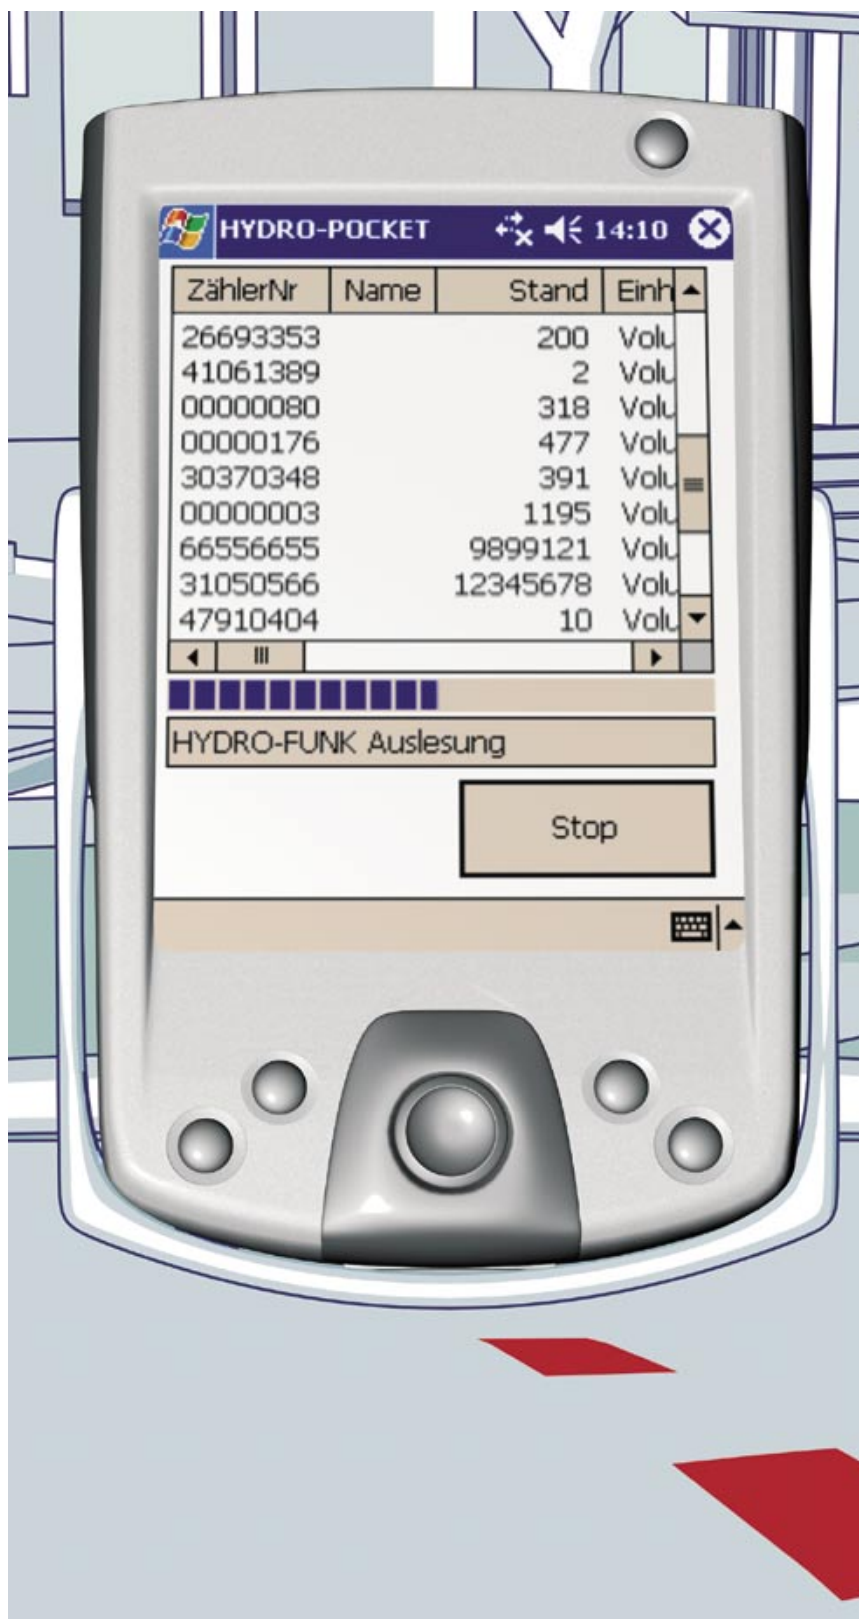 HYDRO-POCKET 14:10
ZählerNr Name Stand Einh
26693353 200 Volu
41061389 2 Volu
00000080 318 Volu
00000176 477 Volu
30370348 391 Volu
00000003 1195 Volu
66556655 9899121 Volu
31050566 12345678 Volu
47910404 10 Volu
HYDRO-FUNK Auslesung
Stop